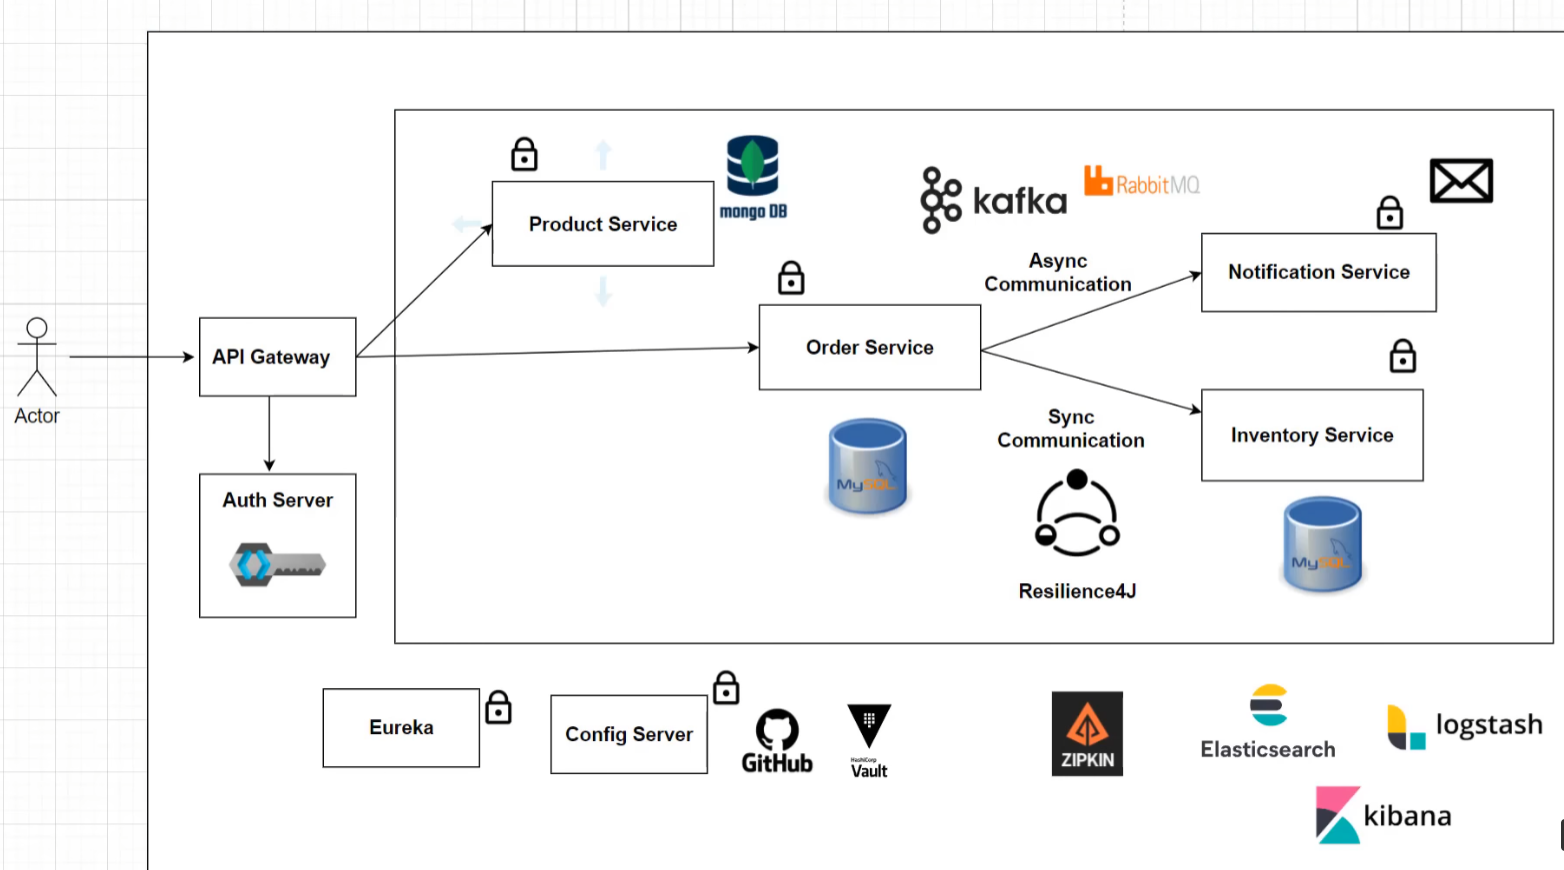 mongo DB
Product Service
kafka
RabbitMQ
Async
Communication
Notification Service
Order Service
API Gateway
Actor
Sync
Communication
Inventory Service
MySQL
Auth Server
MySQL
Resilience4J
Eureka
Config Server
GitHub
HashiCorp
Vault
ZIPKIN
Elasticsearch
logstash
kibana